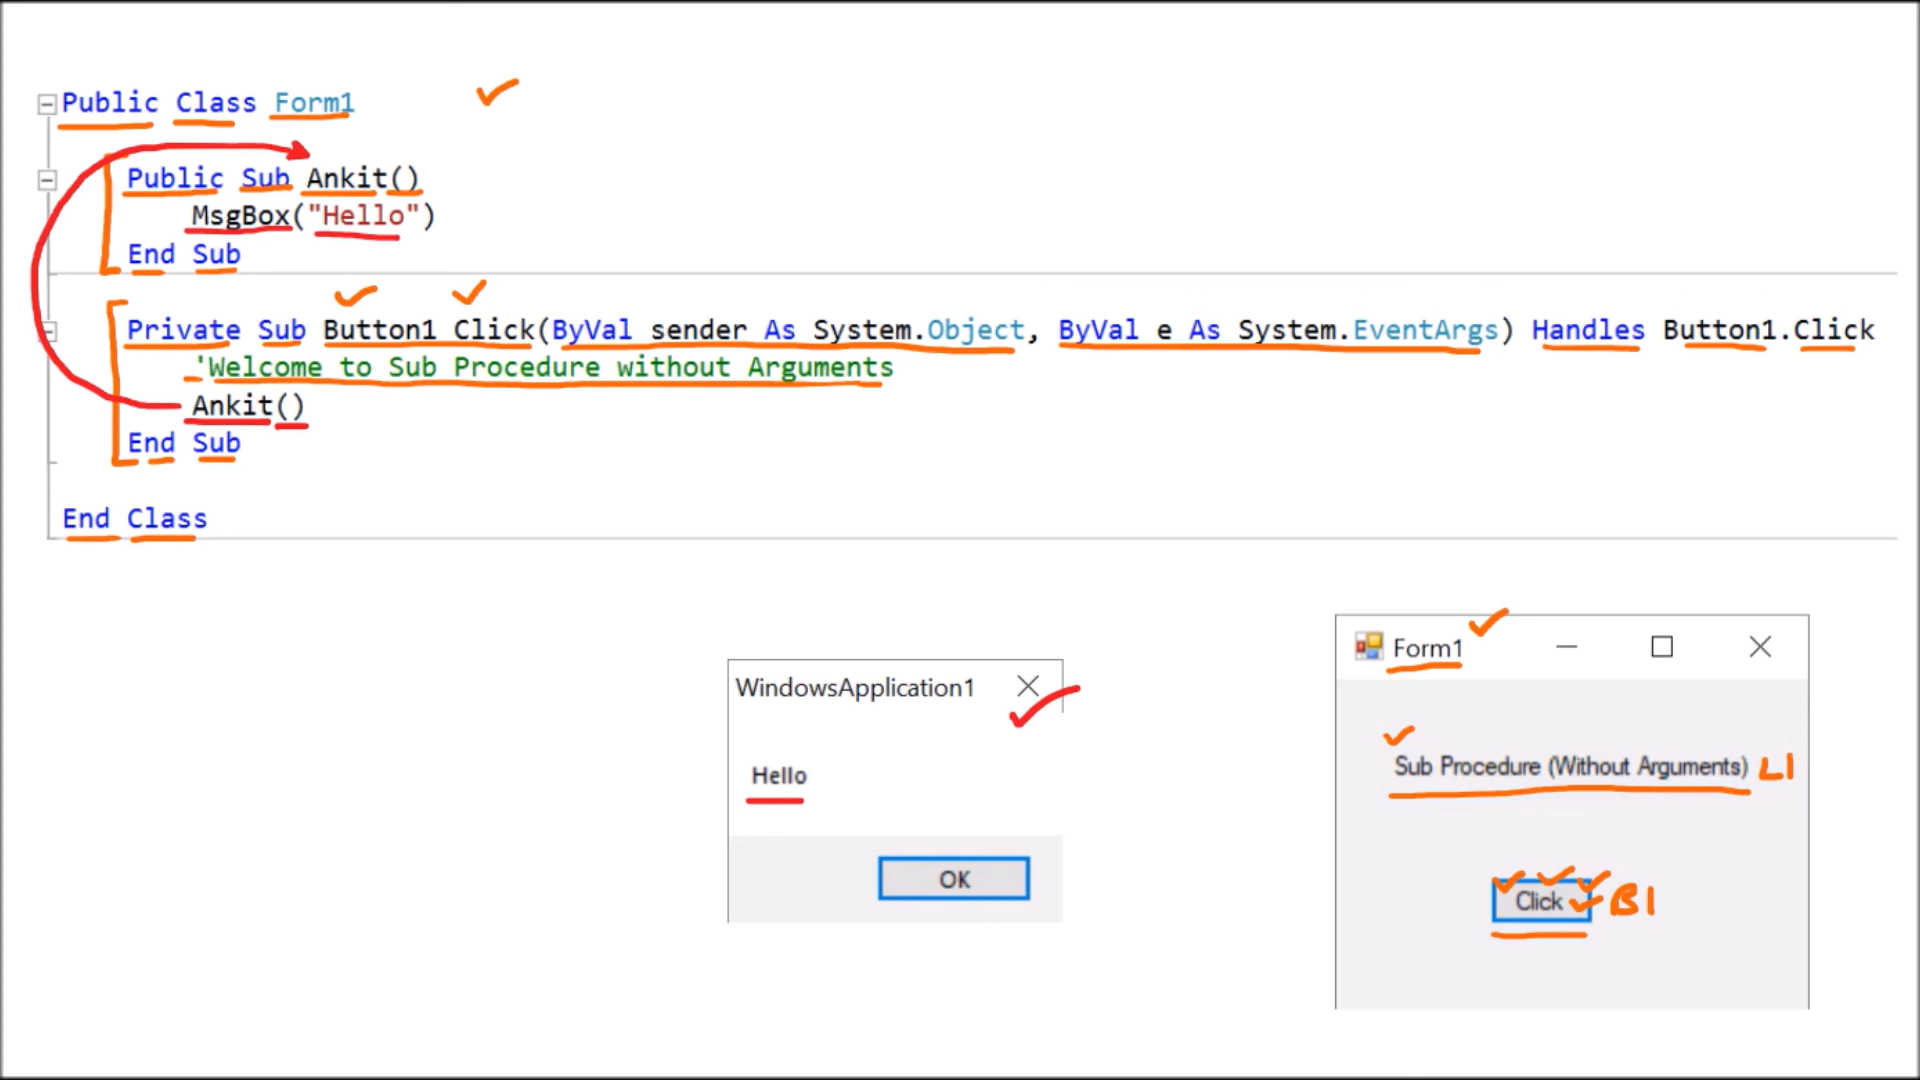 Public Class Form1
Public Sub Ankit()
MsgBox("Hello")
End Sub
Private Sub Button1_Click(ByVal sender As System.Object, ByVal e As System.EventArgs) Handles Button1.Click
'Welcome to Sub Procedure without Arguments
Ankit()
End Sub
End Class
WindowsApplication1
Hello
OK
Form1
Sub Procedure (Without Arguments) L1
Click B1